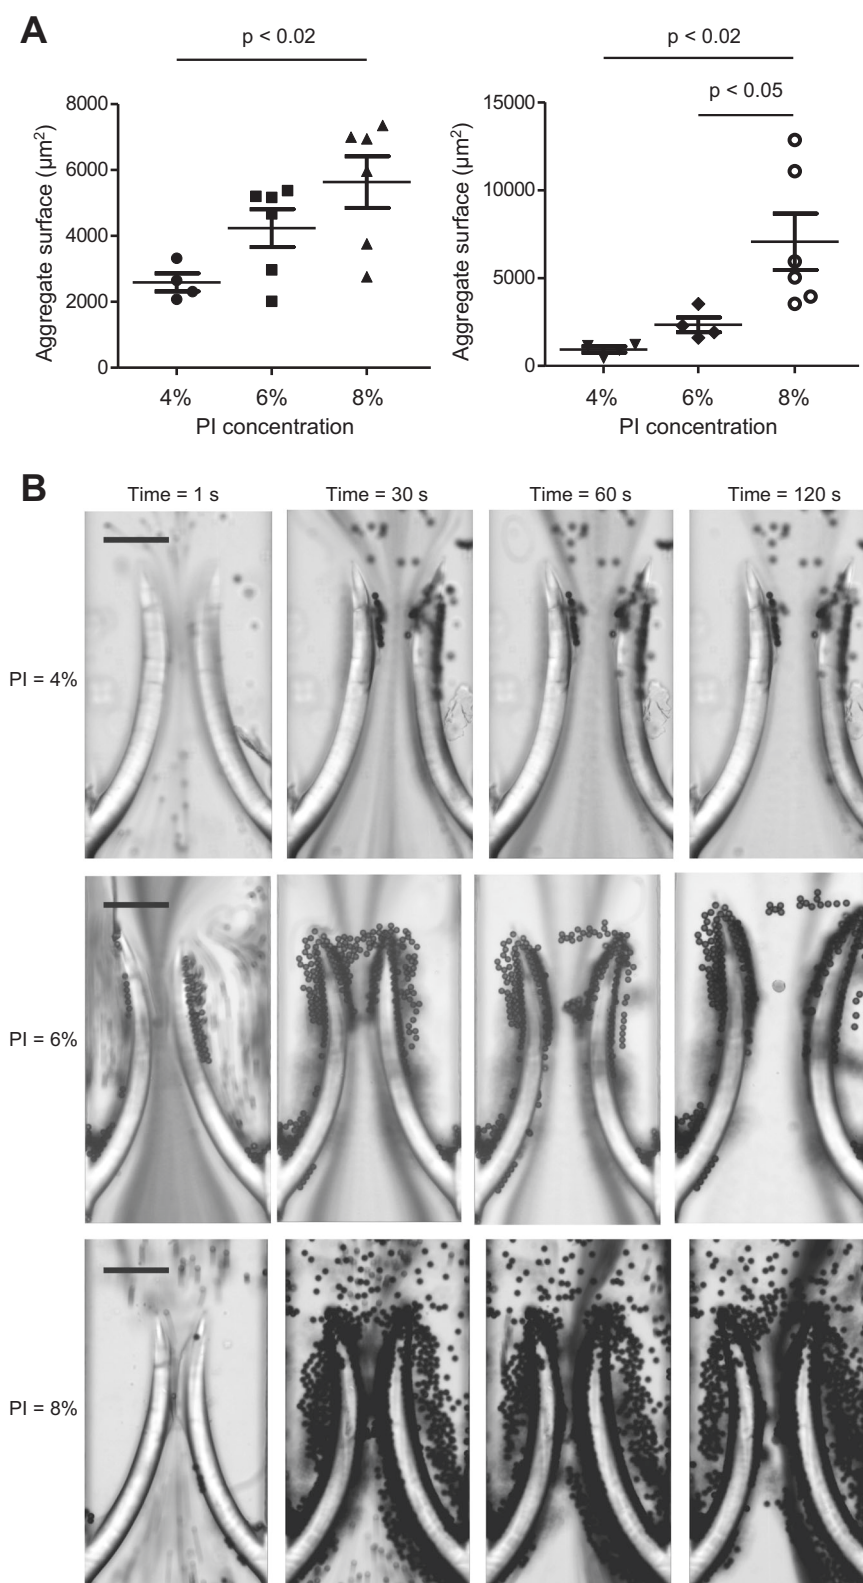 A
p < 0.02
8000
6000
4000
2000
0
Aggregate surface (µm²)
4% 6% 8%
PI concentration
p < 0.02
p < 0.05
15000
10000
5000
0
Aggregate surface (µm²)
4% 6% 8%
PI concentration
B
Time = 1 s Time = 30 s Time = 60 s Time = 120 s
PI = 4%
PI = 6%
PI = 8%